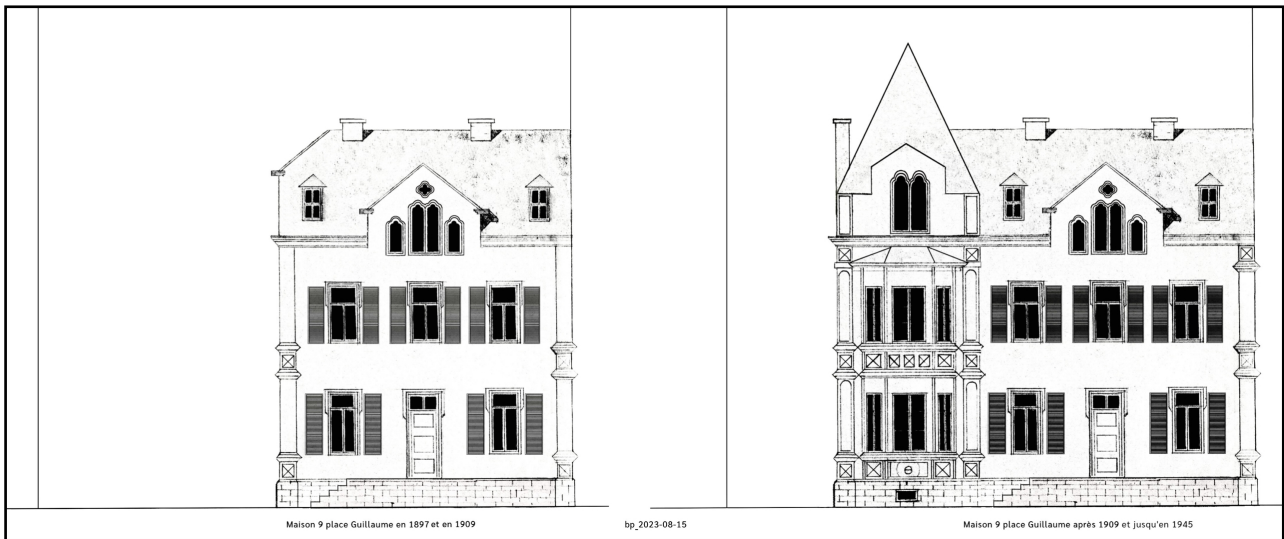 Maison 9 place Guillaume en 1897 et en 1909
bp_2023-08-15
Maison 9 place Guillaume après 1909 et jusqu'en 1945